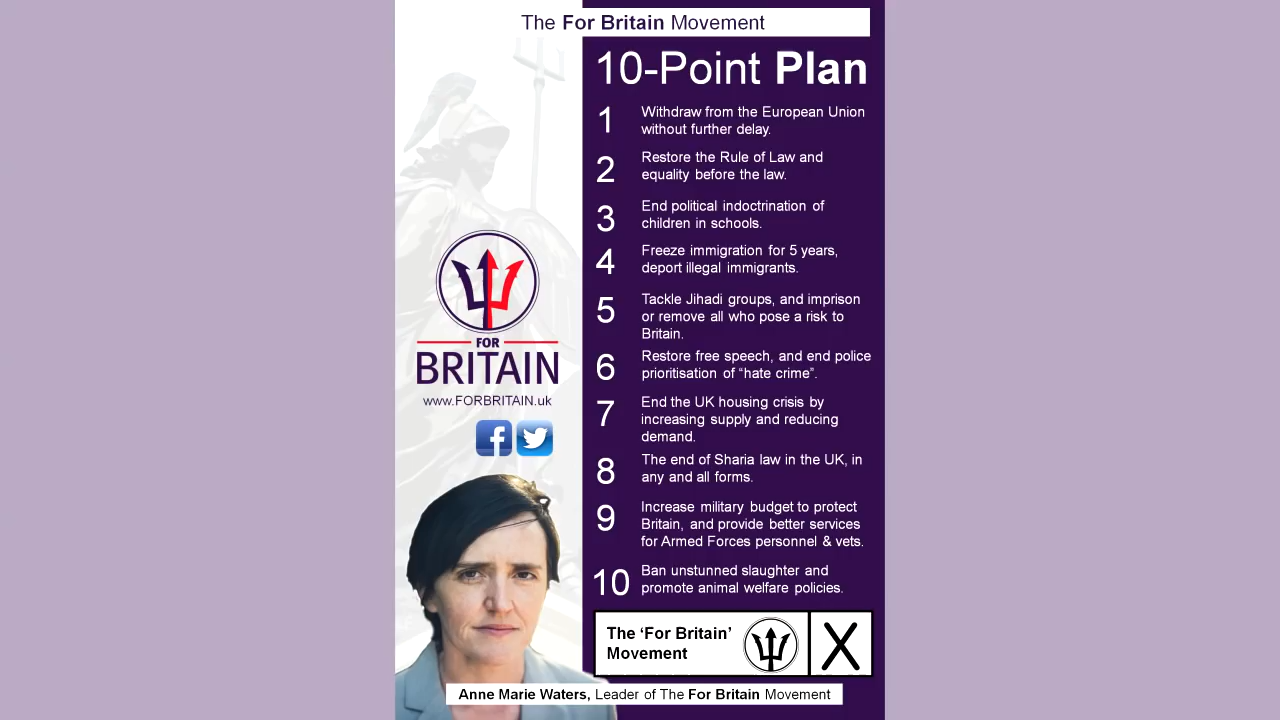 The For Britain Movement
10-Point Plan
1 Withdraw from the European Union
without further delay.
2 Restore the Rule of Law and
equality before the law.
3 End political indoctrination of
children in schools.
4 Freeze immigration for 5 years,
deport illegal immigrants.
5 Tackle Jihadi groups, and imprison
or remove all who pose a risk to
Britain.
6 Restore free speech, and end police
prioritisation of “hate crime”.
7 End the UK housing crisis by
increasing supply and reducing
demand.
8 The end of Sharia law in the UK, in
any and all forms.
9 Increase military budget to protect
Britain, and provide better services
for Armed Forces personnel & vets.
10 Ban unstunned slaughter and
promote animal welfare policies.
FOR
BRITAIN
www.FORBRITAIN.uk
The ‘For Britain’
Movement
X
Anne Marie Waters, Leader of The For Britain Movement